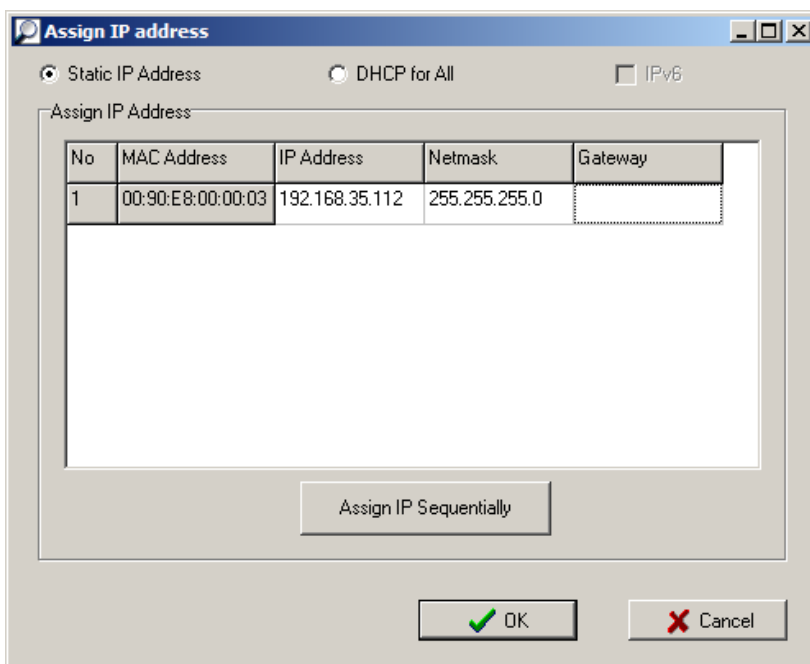 Assign IP address
Static IP Address DHCP for All IPv6
Assign IP Address
No MAC Address IP Address Netmask Gateway
1 00:90:E8:00:00:03 192.168.35.112 255.255.255.0
Assign IP Sequentially
OK Cancel